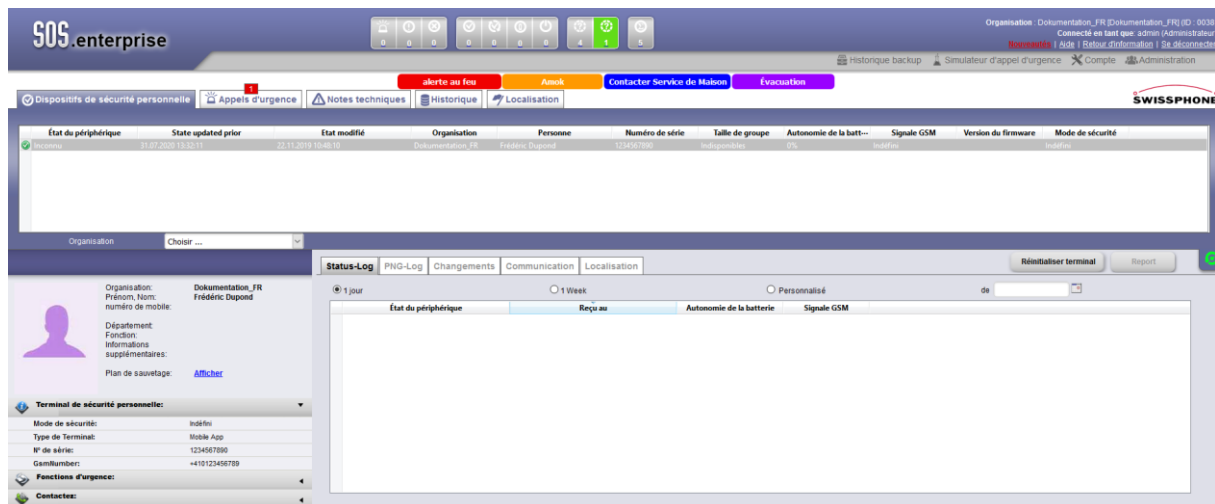 SOS.enterprise
0 0 0 0 0 0 0 4 1 5
Organisation : Dokumentation_FR [Dokumentation_FR] (ID : 0038
Connecté en tant que: admin (Administrateur
Nouveautés | Aide | Retour d'information | Se déconnecter
Historique backup Simulateur d'appel d'urgence Compte Administration
alerte au feu Amok Contacter Service de Maison Évacuation
1
Dispositifs de sécurité personnelle Appels d'urgence Notes techniques Historique Localisation
SWISSPHONE
État du périphérique State updated prior Etat modifié Organisation Personne Numéro de série Taille de groupe Autonomie de la batt··· Signale GSM Version du firmware Mode de sécurité
Inconnu 31.07.2020 13:32:11 22.11.2019 10:48:10 Dokumentation_FR Frédéric Dupond 1234567890 Indisponibles 0% Indéfini Indéfini
Organisation Choisir ...
Status-Log PNG-Log Changements Communication Localisation Réinitialiser terminal Report
1 jour 1 Week Personnalisé de
État du périphérique Reçu au Autonomie de la batterie Signale GSM
Organisation: Dokumentation_FR
Prénom, Nom: Frédéric Dupond
numéro de mobile:
Département:
Fonction:
Informations
supplémentaires:
Plan de sauvetage: Afficher
Terminal de sécurité personnelle:
Mode de sécurité: Indéfini
Type de Terminal: Mobile App
N° de série: 1234567890
GsmNumber: +410123456789
Fonctions d'urgence:
Contactez: